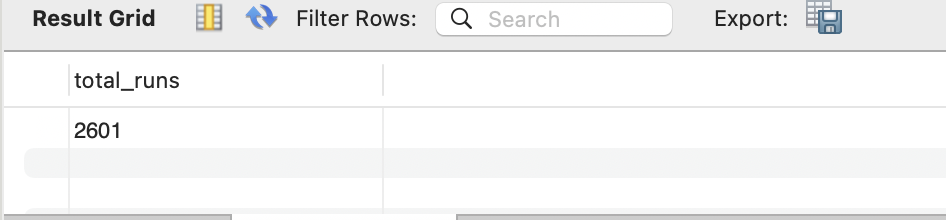 Result Grid Filter Rows: Search Export:
total_runs
2601